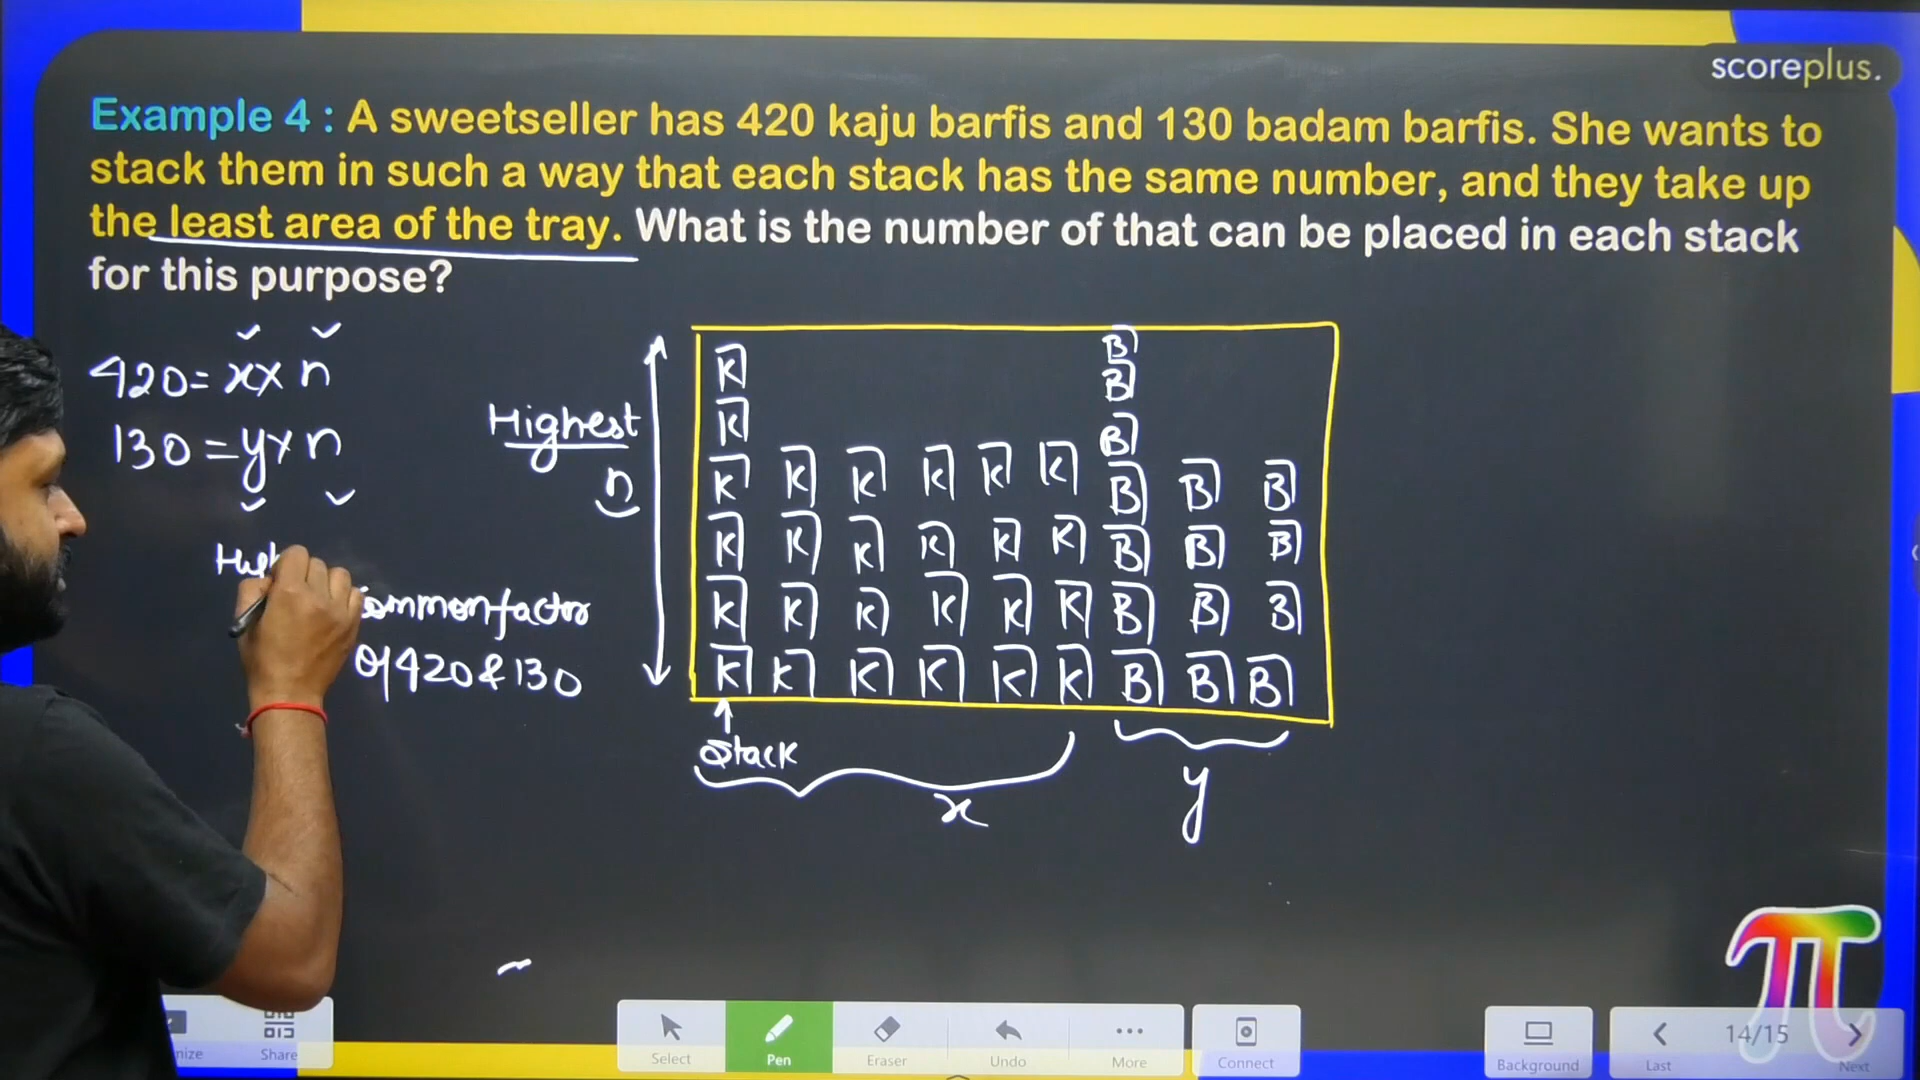 scoreplus.
Example 4 : A sweetseller has 420 kaju barfis and 130 badam barfis. She wants to
stack them in such a way that each stack has the same number, and they take up
the least area of the tray. What is the number of that can be placed in each stack
for this purpose?
420 = x x n
130 = y x n
Highest
n
ommon factor
of 420 & 130
K B
K B
K B
K K K K K K B B B
K K K K K K B B B
K K K K K K B B B
K K K K K K B B B
Stack
x
y
π
nize
Share
Select
Pen
Eraser
Undo
More
Connect
Background
Last
14/15
Next